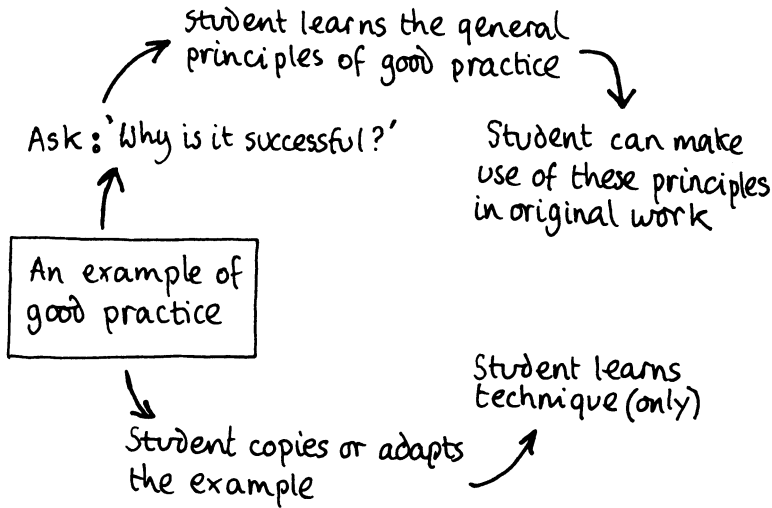 Student learns the general
principles of good practice
Ask: 'Why is it successful?'
Student can make
use of these principles
in original work
An example of
good practice
Student learns
technique (only)
Student copies or adapts
the example